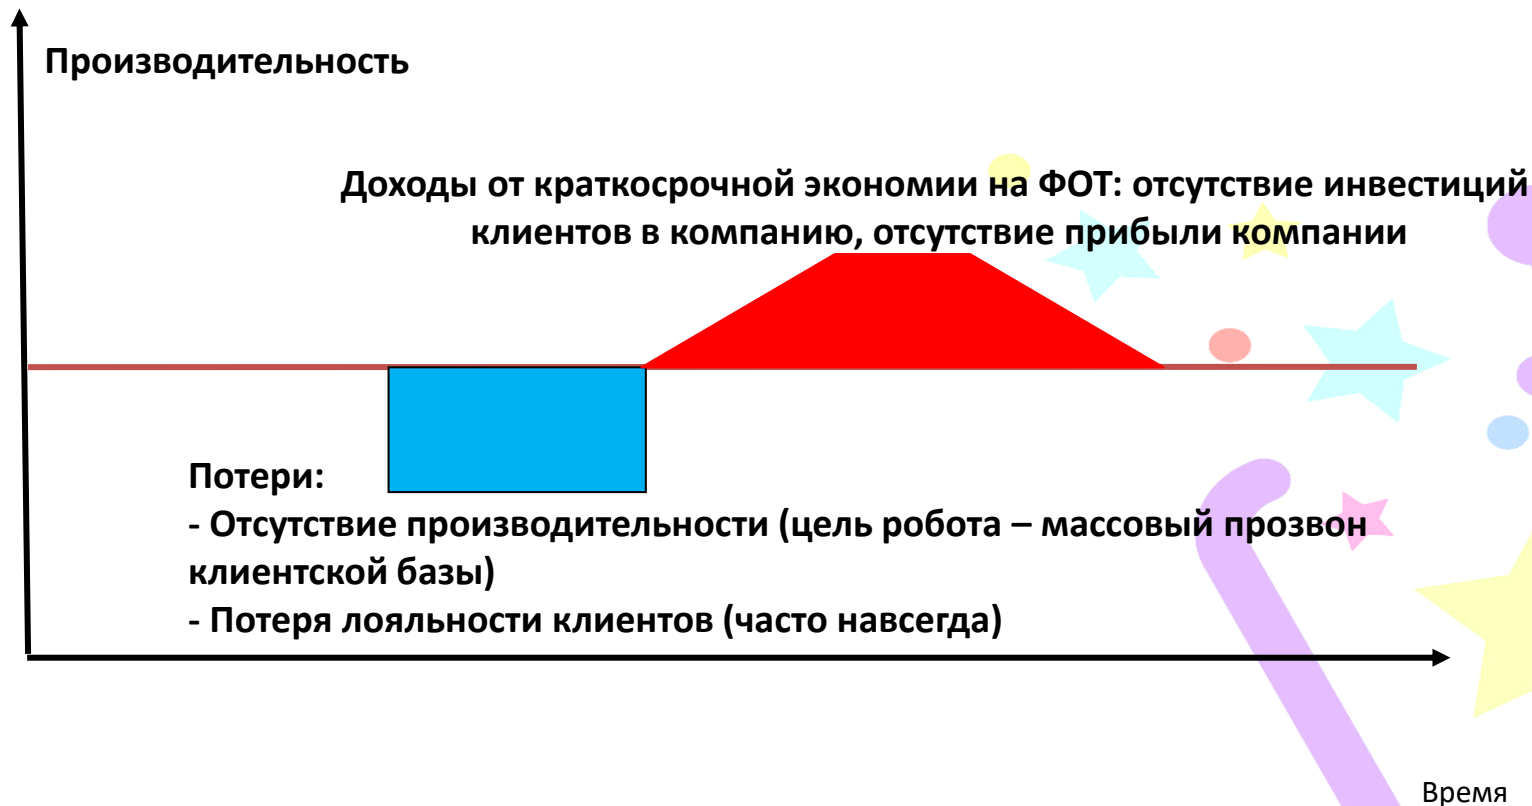 Производительность
Доходы от краткосрочной экономии на ФОТ: отсутствие инвестиций
клиентов в компанию, отсутствие прибыли компании
Потери:
- Отсутствие производительности (цель робота – массовый прозвон
клиентской базы)
- Потеря лояльности клиентов (часто навсегда)
Время